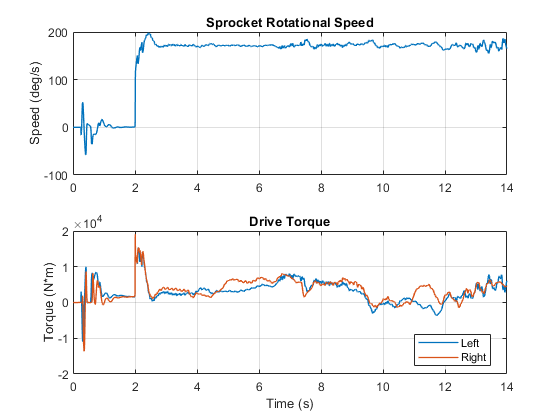 Sprocket Rotational Speed
200
100
0
-100
Speed (deg/s)
0 2 4 6 8 10 12 14
Drive Torque
×10^4
2
1
0
-1
-2
Torque (N*m)
Left
Right
0 2 4 6 8 10 12 14
Time (s)